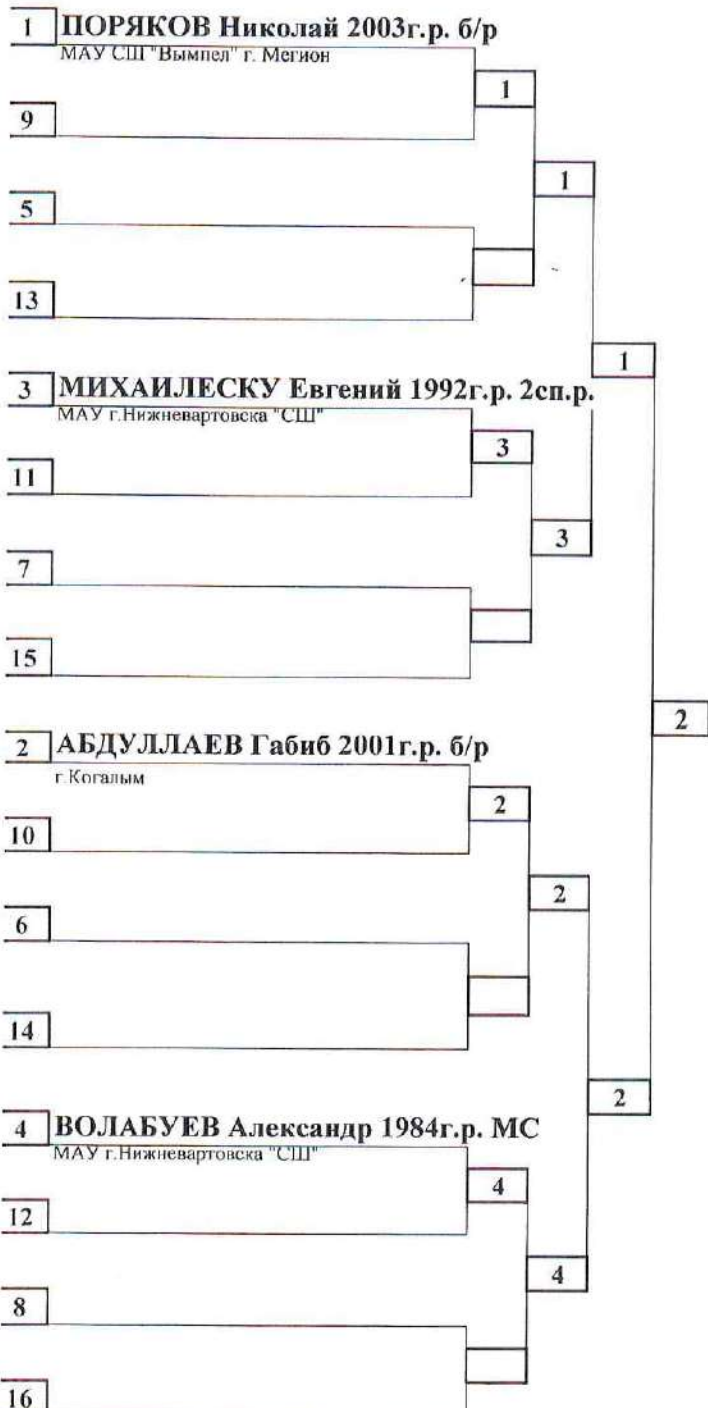 1 ПОРЯКОВ Николай 2003г.р. б/р
МАУ СШ "Вымпел" г. Мегион
1
9
1
5
13
1
3 МИХАИЛЕСКУ Евгений 1992г.р. 2сп.р.
МАУ г.Нижневартовска "СШ"
3
11
3
7
15
2
2 АБДУЛЛАЕВ Габиб 2001г.р. б/р
г.Когалым
2
10
2
6
14
2
4 ВОЛАБУЕВ Александр 1984г.р. МС
МАУ г.Нижневартовска "СШ"
4
12
4
8
16